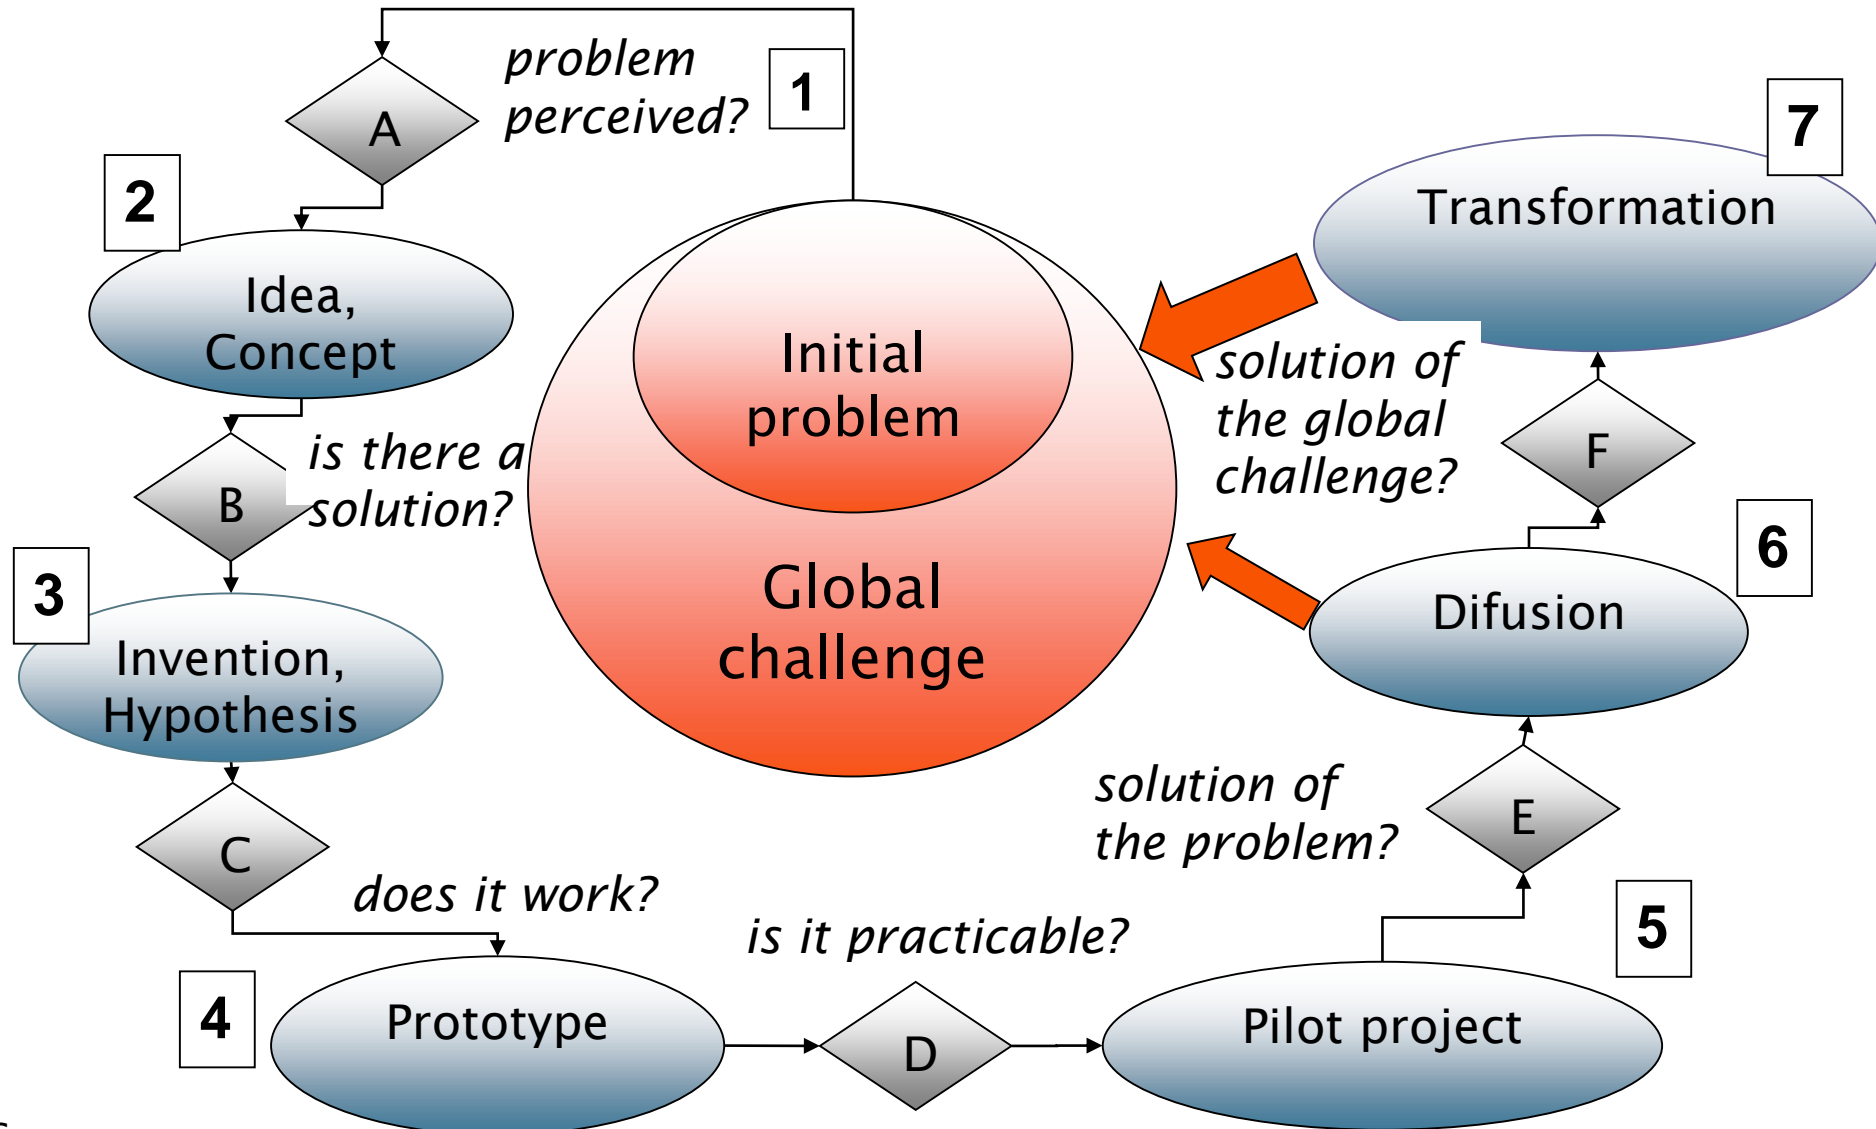 problem
perceived?
1
A
2
Idea,
Concept
is there a
solution?
B
3
Invention,
Hypothesis
C
does it work?
4
Prototype
is it practicable?
D
Pilot project
5
solution of
the problem?
E
6
Difusion
F
solution of
the global
challenge?
7
Transformation
Initial
problem
Global
challenge